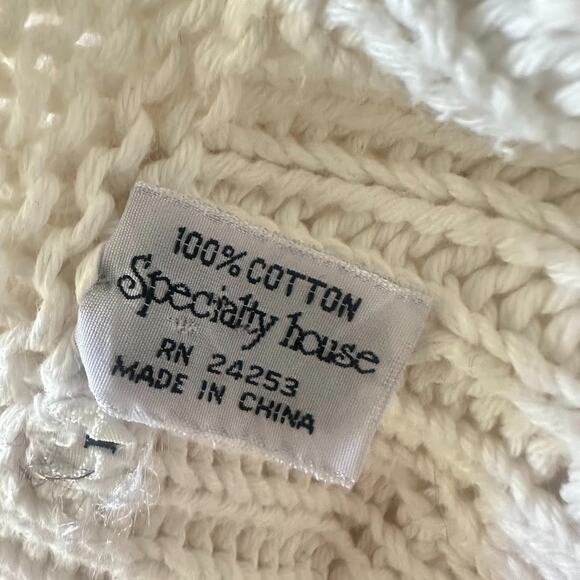 100% COTTON
Specialty house
RN 24253
MADE IN CHINA